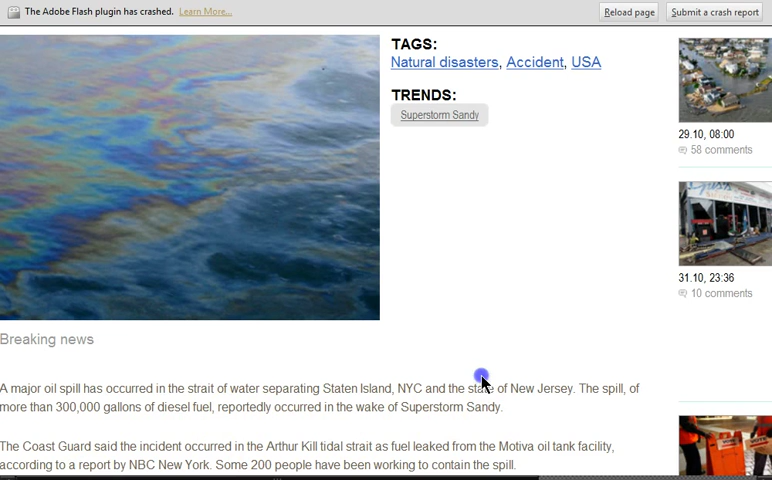 The Adobe Flash plugin has crashed. Learn More...
Reload page
Submit a crash report
TAGS:
Natural disasters, Accident, USA
TRENDS:
Superstorm Sandy
29.10, 08:00
58 comments
31.10, 23:36
10 comments
Breaking news
A major oil spill has occurred in the strait of water separating Staten Island, NYC and the state of New Jersey. The spill, of
more than 300,000 gallons of diesel fuel, reportedly occurred in the wake of Superstorm Sandy.
The Coast Guard said the incident occurred in the Arthur Kill tidal strait as fuel leaked from the Motiva oil tank facility,
according to a report by NBC New York. Some 200 people have been working to contain the spill.